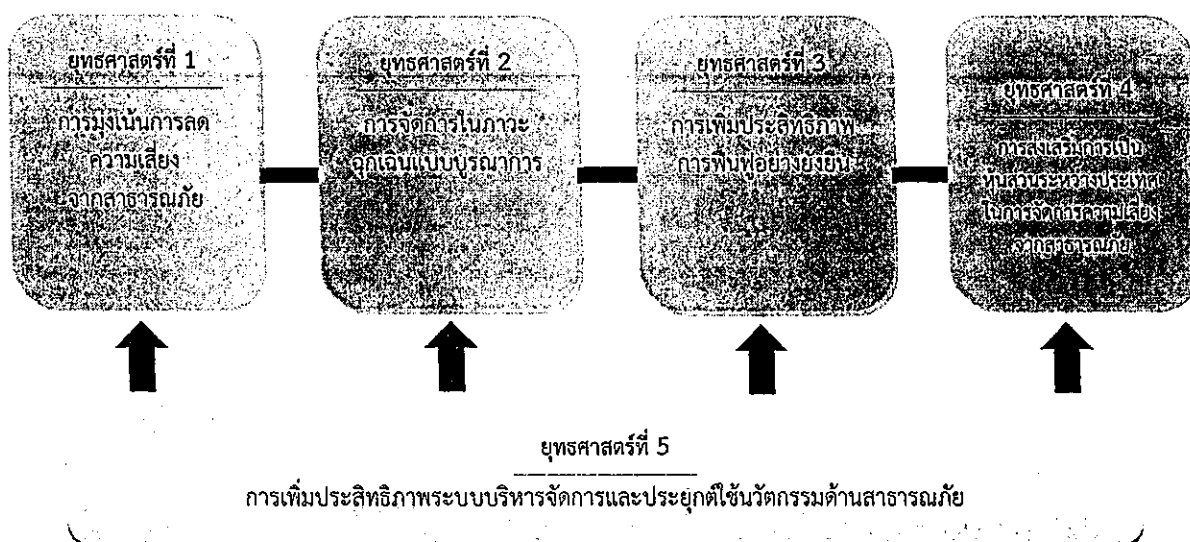 ยุทธศาสตร์ที่ 1
การมุ่งเน้นการลด
ความเสี่ยง
จากสาธารณภัย
ยุทธศาสตร์ที่ 2
การจัดการในภาวะ
ฉุกเฉินแบบบูรณาการ
ยุทธศาสตร์ที่ 3
การเพิ่มประสิทธิภาพ
การฟื้นฟูอย่างยั่งยืน
ยุทธศาสตร์ที่ 4
การส่งเสริมการเป็น
หุ้นส่วนระหว่างประเทศ
ในการจัดการความเสี่ยง
จากสาธารณภัย
ยุทธศาสตร์ที่ 5
การเพิ่มประสิทธิภาพระบบบริหารจัดการและประยุกต์ใช้นวัตกรรมด้านสาธารณภัย